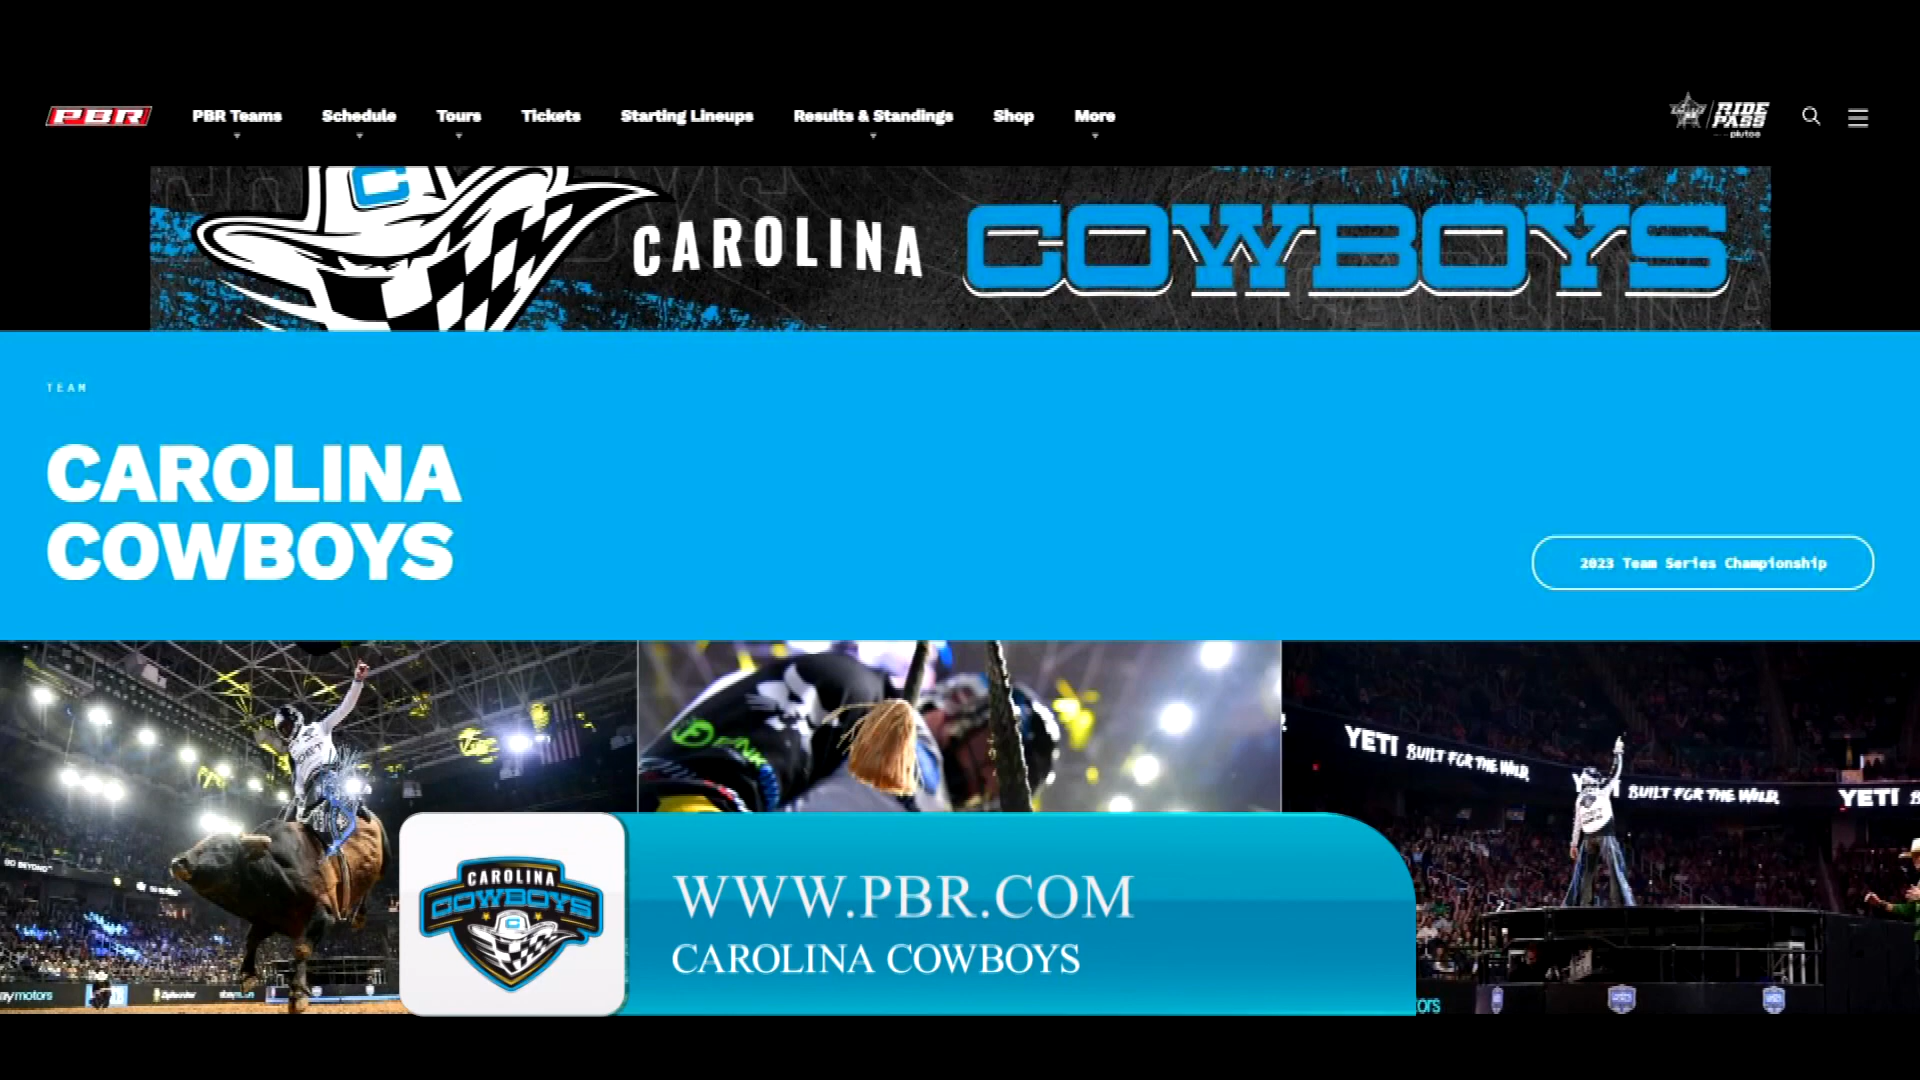 PBR
PBR Teams Schedule Tours Tickets Starting Lineups Results & Standings Shop More
RIDE
PASS
C
CAROLINA COWBOYS
TEAM
CAROLINA
COWBOYS
2023 Team Series Championship
YETI BUILT FOR THE WILD
BUILT FOR THE WILD YETI
CAROLINA
COWBOYS
C
WWW.PBR.COM
CAROLINA COWBOYS